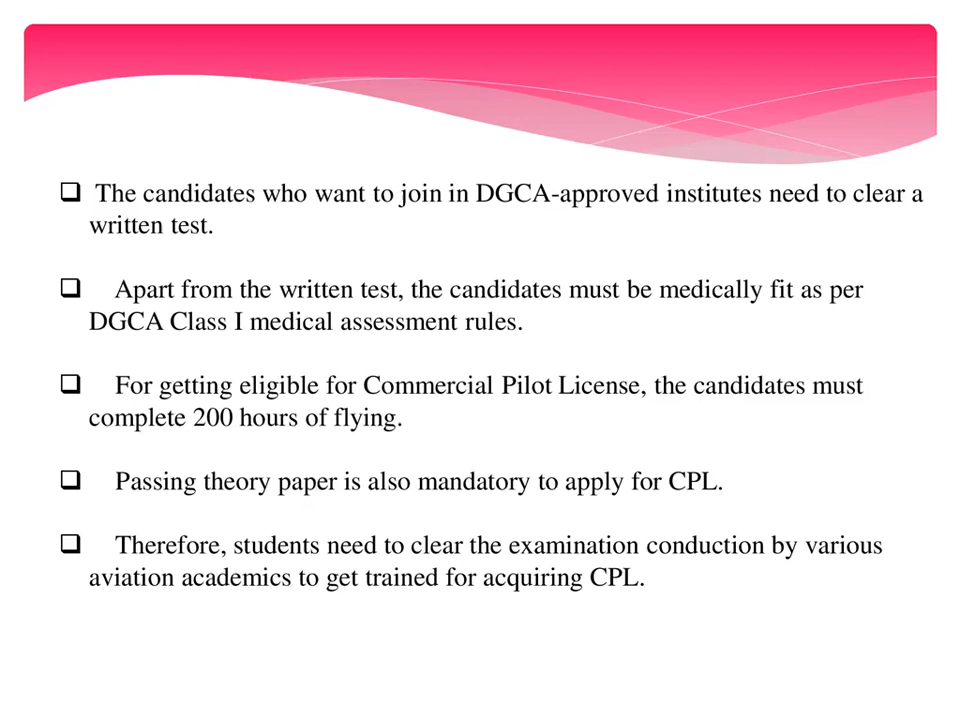 ❑ The candidates who want to join in DGCA-approved institutes need to clear a
written test.
❑ Apart from the written test, the candidates must be medically fit as per
DGCA Class I medical assessment rules.
❑ For getting eligible for Commercial Pilot License, the candidates must
complete 200 hours of flying.
❑ Passing theory paper is also mandatory to apply for CPL.
❑ Therefore, students need to clear the examination conduction by various
aviation academics to get trained for acquiring CPL.